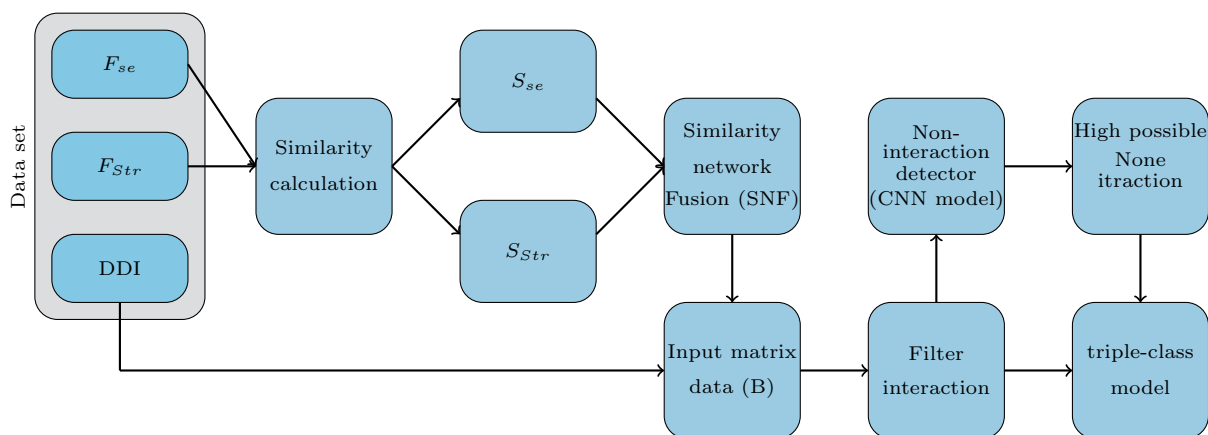 Data set
F_se
F_Str
DDI
Similarity
calculation
S_se
S_Str
Similarity
network
Fusion (SNF)
Input matrix
data (B)
Non-
interaction
detector
(CNN model)
Filter
interaction
High possible
None
itraction
triple-class
model